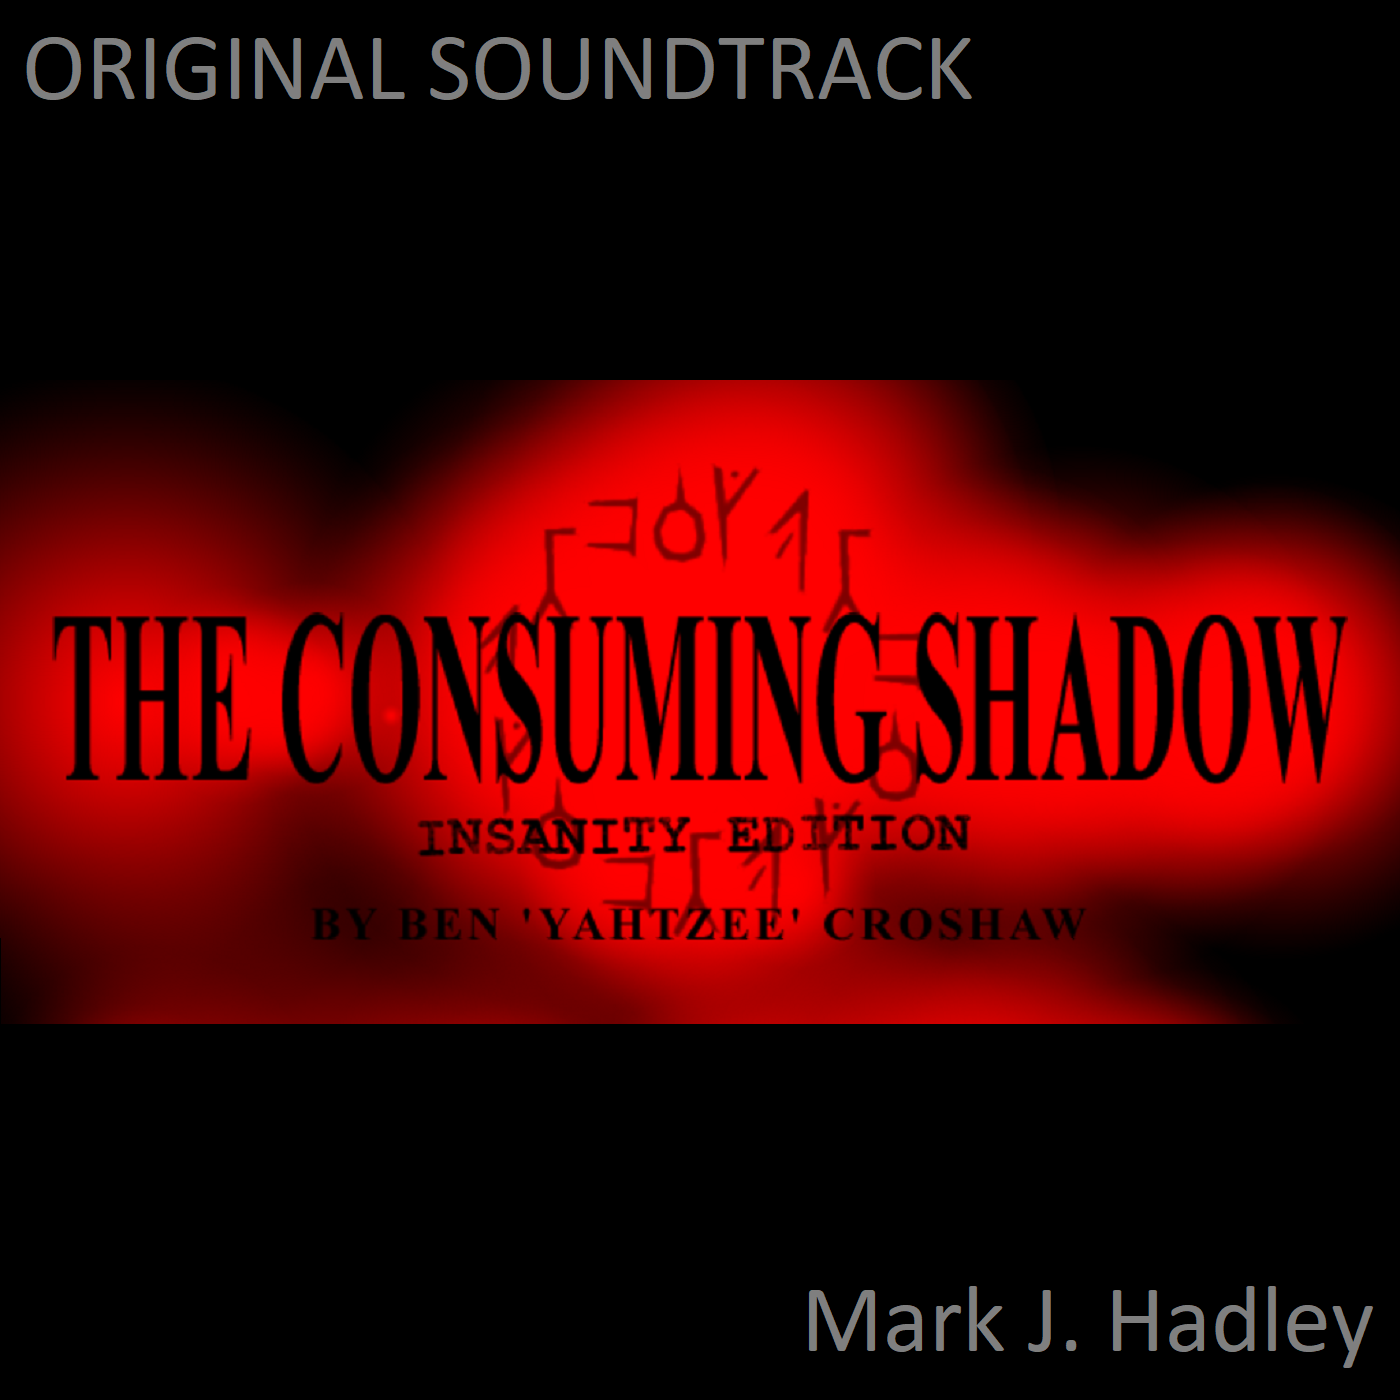 ORIGINAL SOUNDTRACK
THE CONSUMING SHADOW
INSANITY EDITION
BY BEN 'YAHTZEE' CROSHAW
Mark J. Hadley